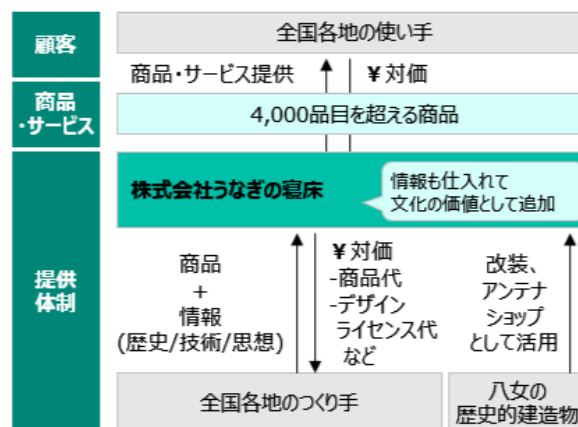 顧客
全国各地の使い手
商品・サービス提供
¥ 対価
商品
・サービス
4,000品目を超える商品
提供
体制
株式会社うなぎの寝床
情報も仕入れて
文化の価値として追加
商品
+
情報
(歴史/技術/思想)
¥ 対価
-商品代
-デザイン
ライセンス代
など
改装、
アンテナ
ショップ
として活用
全国各地のつくり手
八女の
歴史的建造物